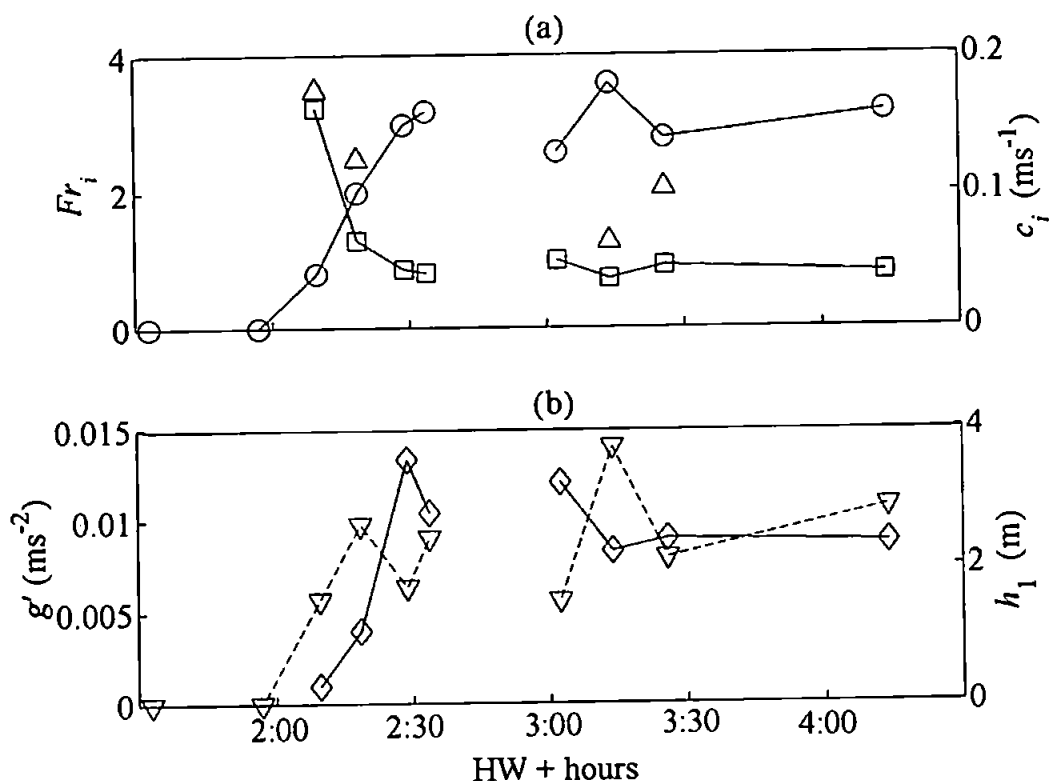 (a)
4
2
0
Fr_i
0.2
0.1
0
c_i (ms^-1)
(b)
0.015
0.01
0.005
0
g' (ms^-2)
4
2
0
h_1 (m)
2:00 2:30 3:00 3:30 4:00
HW + hours